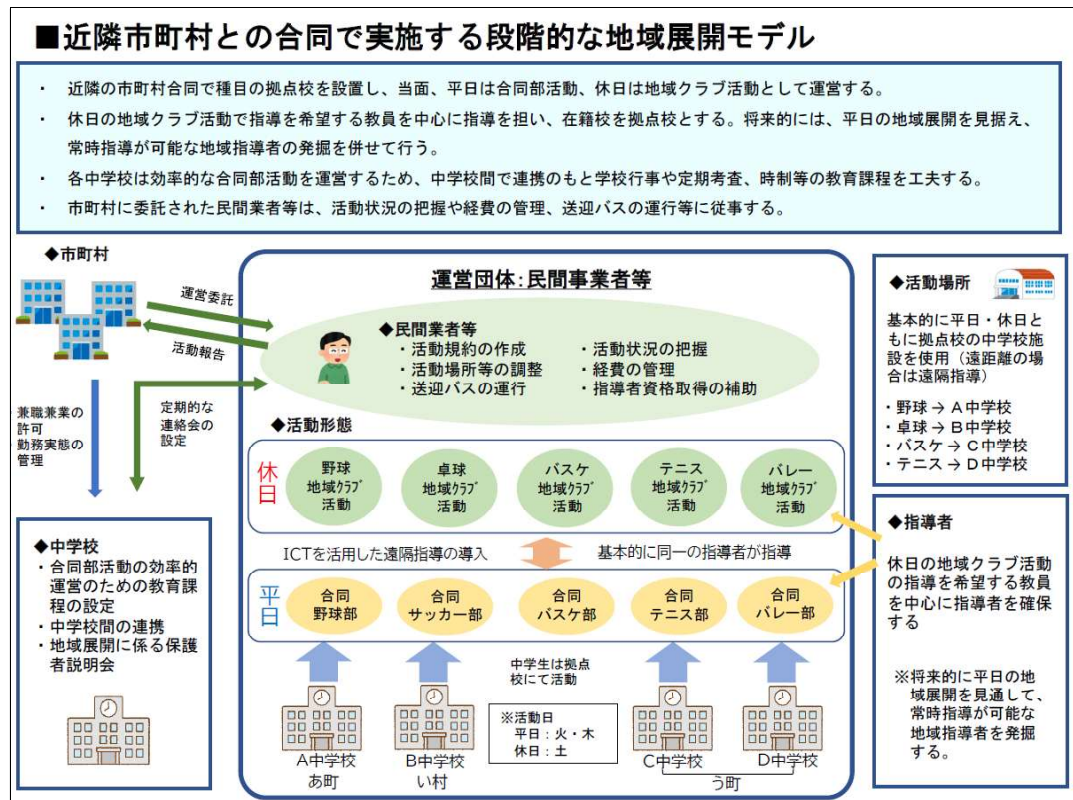 ■近隣市町村との合同で実施する段階的な地域展開モデル
・ 近隣の市町村合同で種目の拠点校を設置し、当面、平日は合同部活動、休日は地域クラブ活動として運営する。
・ 休日の地域クラブ活動で指導を希望する教員を中心に指導を担い、在籍校を拠点校とする。将来的には、平日の地域展開を見据え、
常時指導が可能な地域指導者の発掘を併せて行う。
・ 各中学校は効率的な合同部活動を運営するため、中学校間で連携のもと学校行事や定期考査、時制等の教育課程を工夫する。
・ 市町村に委託された民間業者等は、活動状況の把握や経費の管理、送迎バスの運行等に従事する。
◆市町村
運営委託
活動報告
・兼職兼業の
許可
・勤務実態の
管理
定期的な
連絡会の
設定
◆中学校
・合同部活動の効率的
運営のための教育課
程の設定
・中学校間の連携
・地域展開に係る保護
者説明会
運営団体:民間事業者等
◆民間業者等
・活動規約の作成
・活動場所等の調整
・送迎バスの運行
・活動状況の把握
・経費の管理
・指導者資格取得の補助
◆活動形態
休日
野球
地域クラブ
活動
卓球
地域クラブ
活動
バスケ
地域クラブ
活動
テニス
地域クラブ
活動
バレー
地域クラブ
活動
ICTを活用した遠隔指導の導入
基本的に同一の指導者が指導
平日
合同
野球部
合同
サッカー部
合同
バスケ部
合同
テニス部
合同
バレー部
中学生は拠点
校にて活動
※活動日
平日:火・木
休日:土
A中学校
あ町
B中学校
い村
C中学校
D中学校
う町
◆活動場所
基本的に平日・休日と
もに拠点校の中学校施
設を使用(遠距離の場
合は遠隔指導)
・野球→A中学校
・卓球→B中学校
・バスケ→C中学校
・テニス→D中学校
◆指導者
休日の地域クラブ活動
の指導を希望する教員
を中心に指導者を確保
する
※将来的に平日の地
域展開を見通して、
常時指導が可能な
地域指導者を発掘
する。